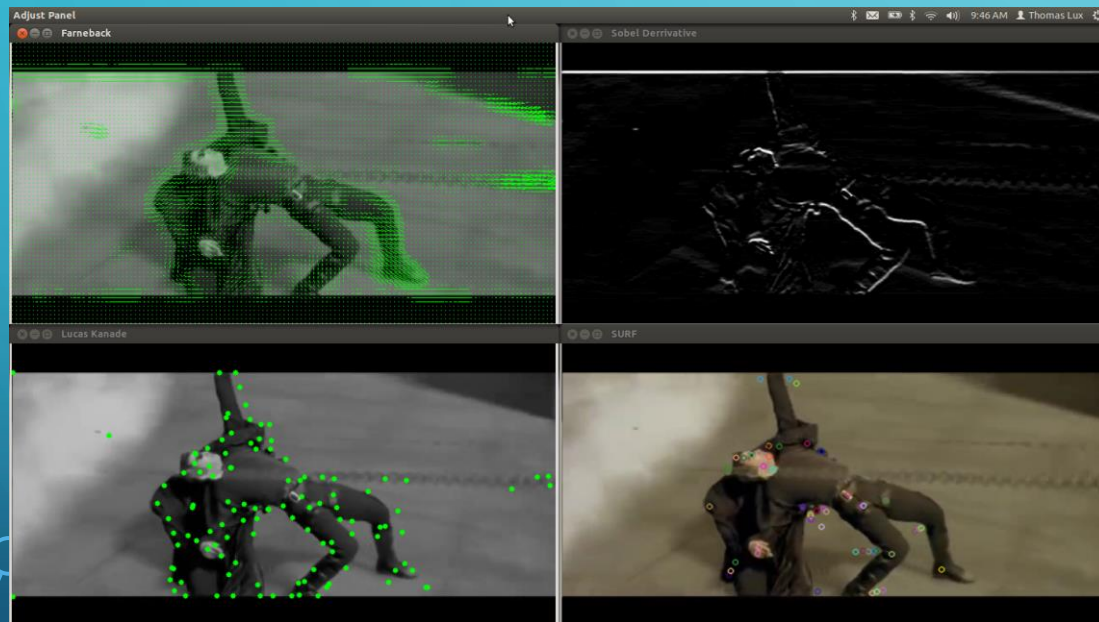 Adjust Panel
9:46 AM Thomas Lux
Farneback
Sobel Derrivative
Lucas Kanade
SURF